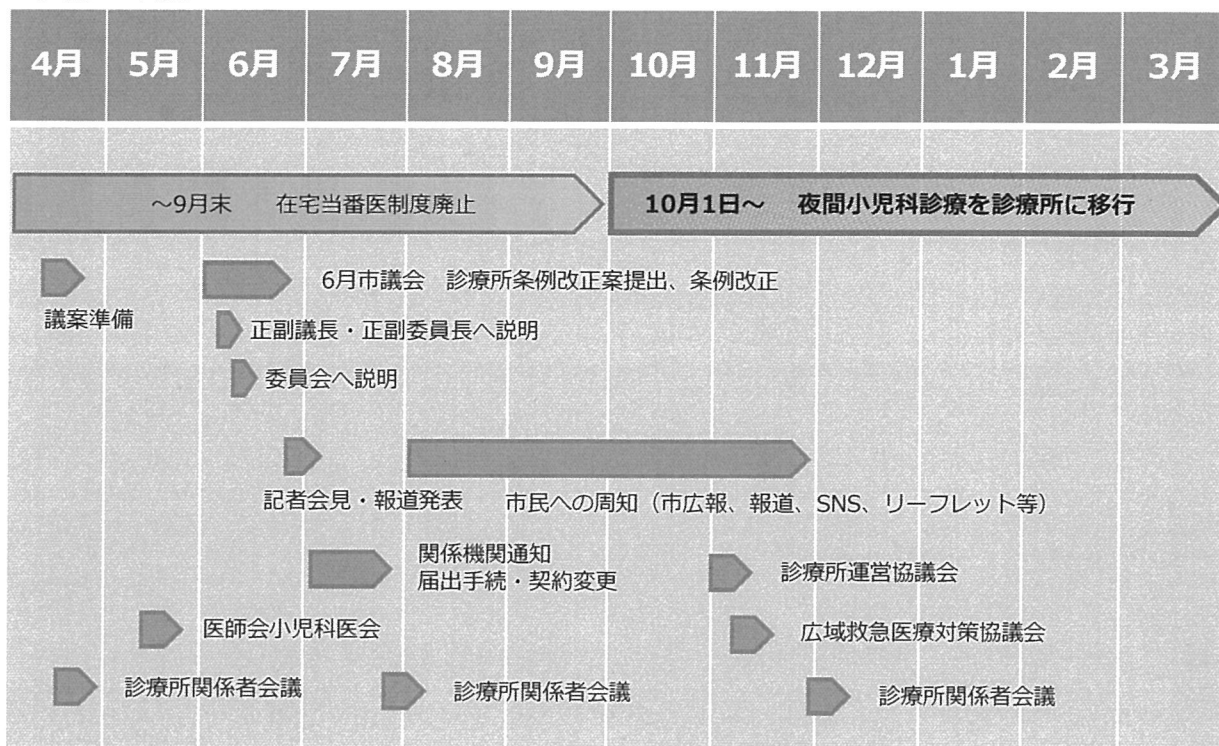 4月 5月 6月 7月 8月 9月 10月 11月 12月 1月 2月 3月
～9月末 在宅当番医制度廃止
10月1日～ 夜間小児科診療を診療所に移行
6月市議会 診療所条例改正案提出、条例改正
議案準備
正副議長・正副委員長へ説明
委員会へ説明
記者会見・報道発表
市民への周知（市広報、報道、SNS、リーフレット等）
関係機関通知
届出手続・契約変更
診療所運営協議会
医師会小児科医会
広域救急医療対策協議会
診療所関係者会議
診療所関係者会議
診療所関係者会議